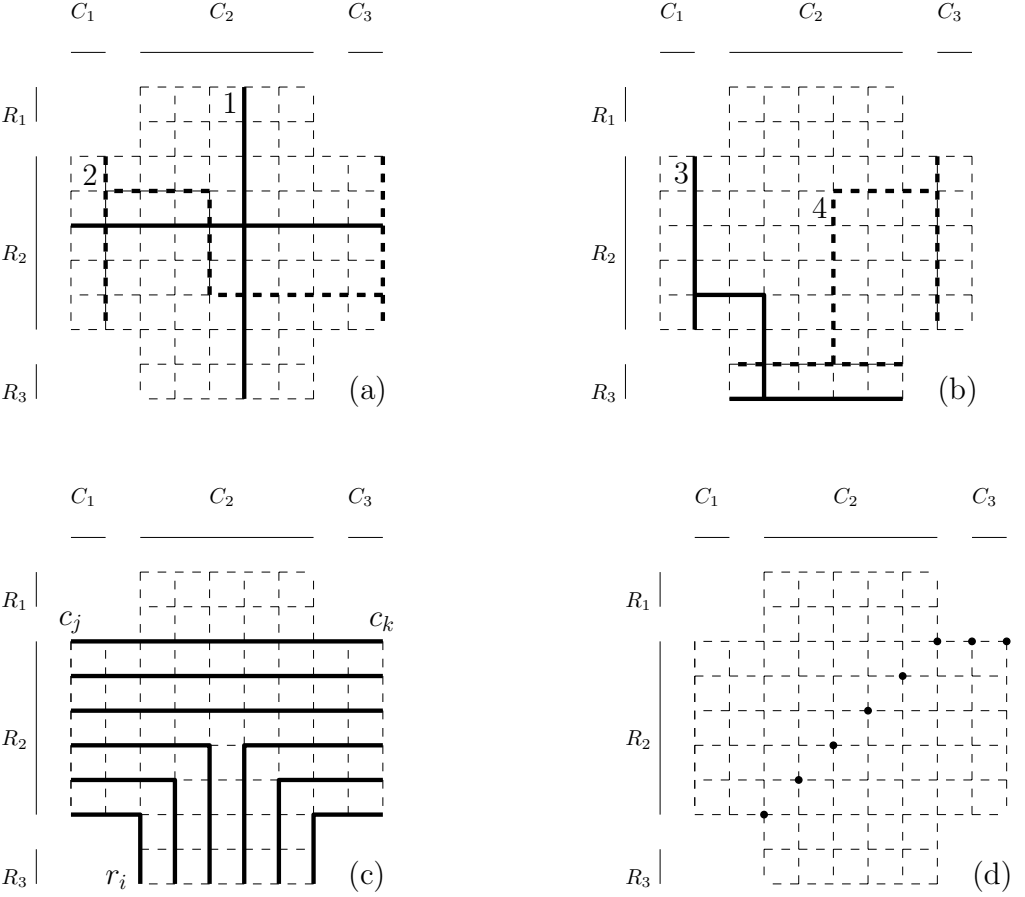 C₁ C₂ C₃ C₁ C₂ C₃
R₁ 1 R₁
2 3
4
R₂ R₂
R₃ (a) R₃ (b)
C₁ C₂ C₃ C₁ C₂ C₃
R₁ R₁
cⱼ cₖ
R₂ R₂
R₃ rᵢ (c) R₃ (d)